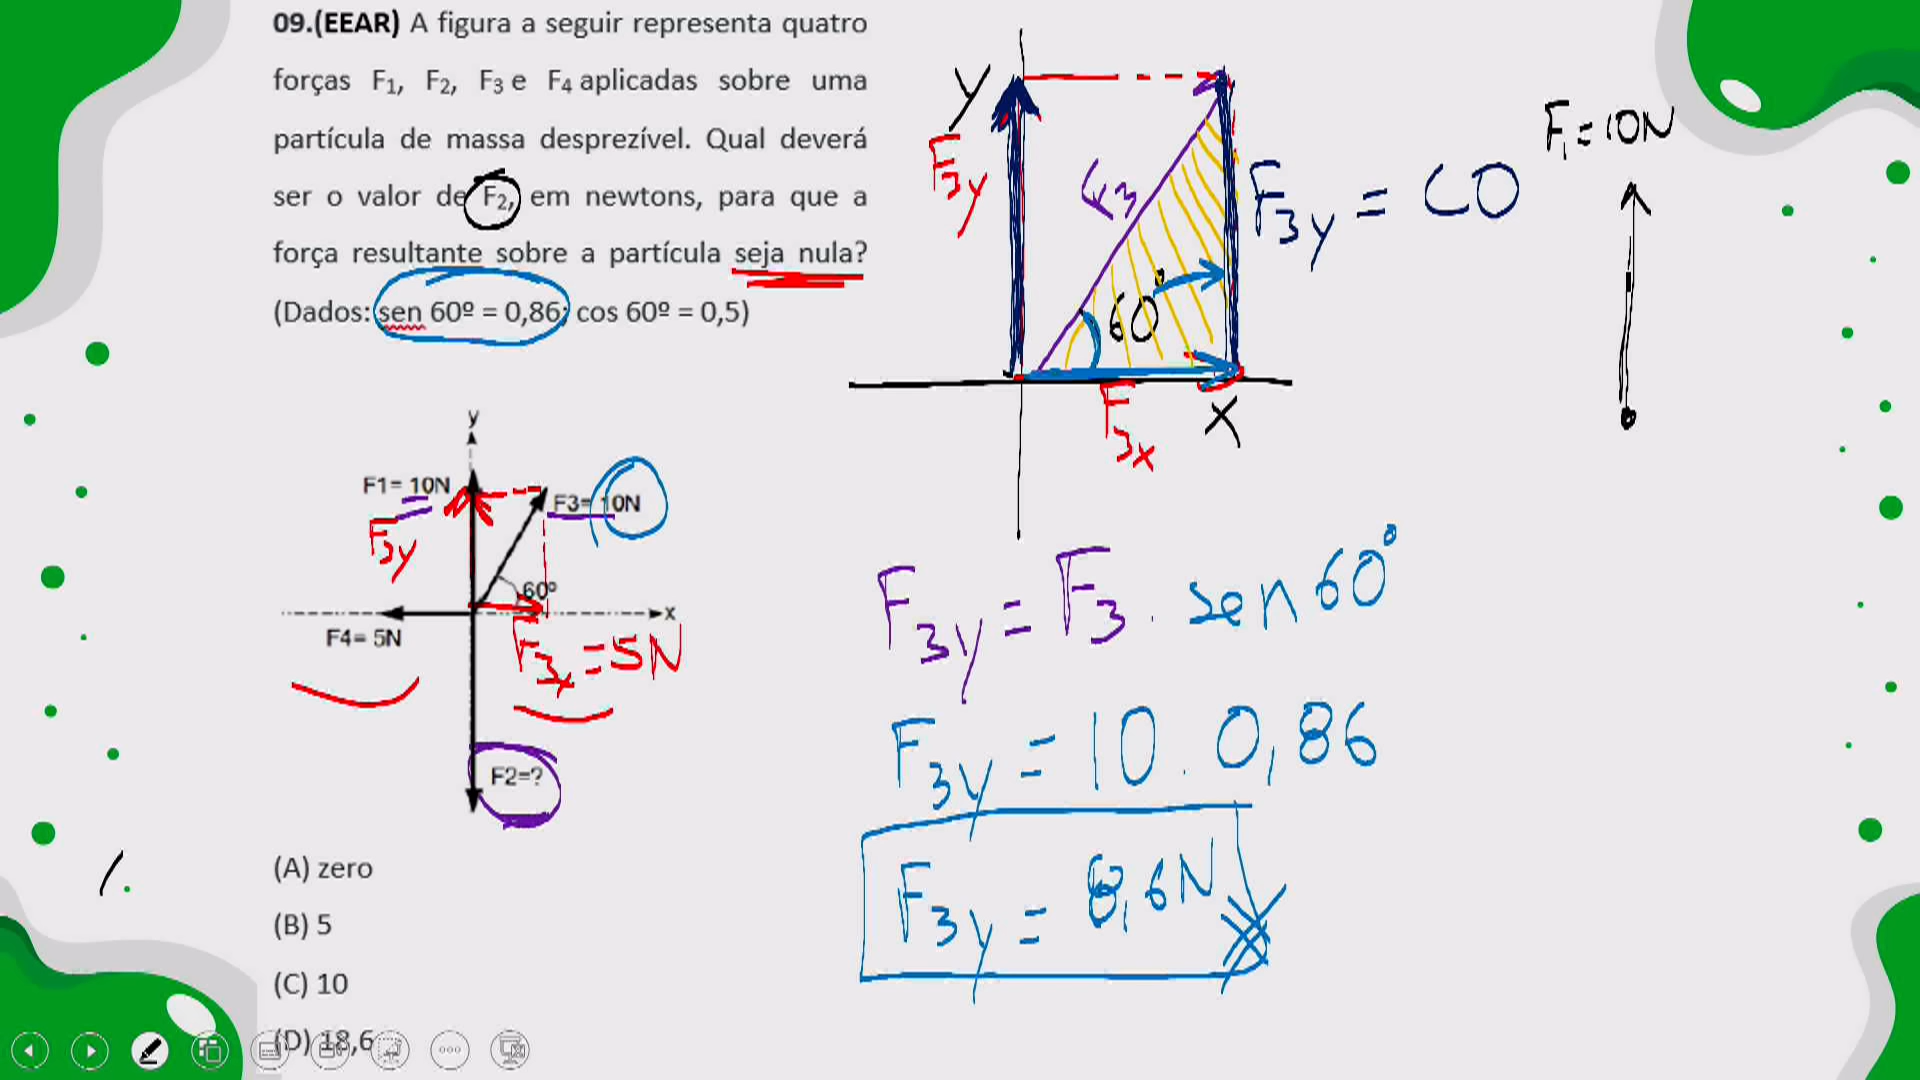 09.(EEAR) A figura a seguir representa quatro
forças F1, F2, F3 e F4 aplicadas sobre uma
partícula de massa desprezível. Qual deverá
ser o valor de F2, em newtons, para que a
força resultante sobre a partícula seja nula?
(Dados: sen 60º = 0,86; cos 60º = 0,5)
y
F1= 10N
F3= 10N
F3y
60º
x
F4= 5N
F3x = 5N
F2=?
(A) zero
(B) 5
(C) 10
(D) 18,6
y
F3y
F3
60°
F3x
x
F3y = CO
F1 = 10N
F3y = F3 . sen 60°
F3y = 10 . 0,86
F3y = 8,6N